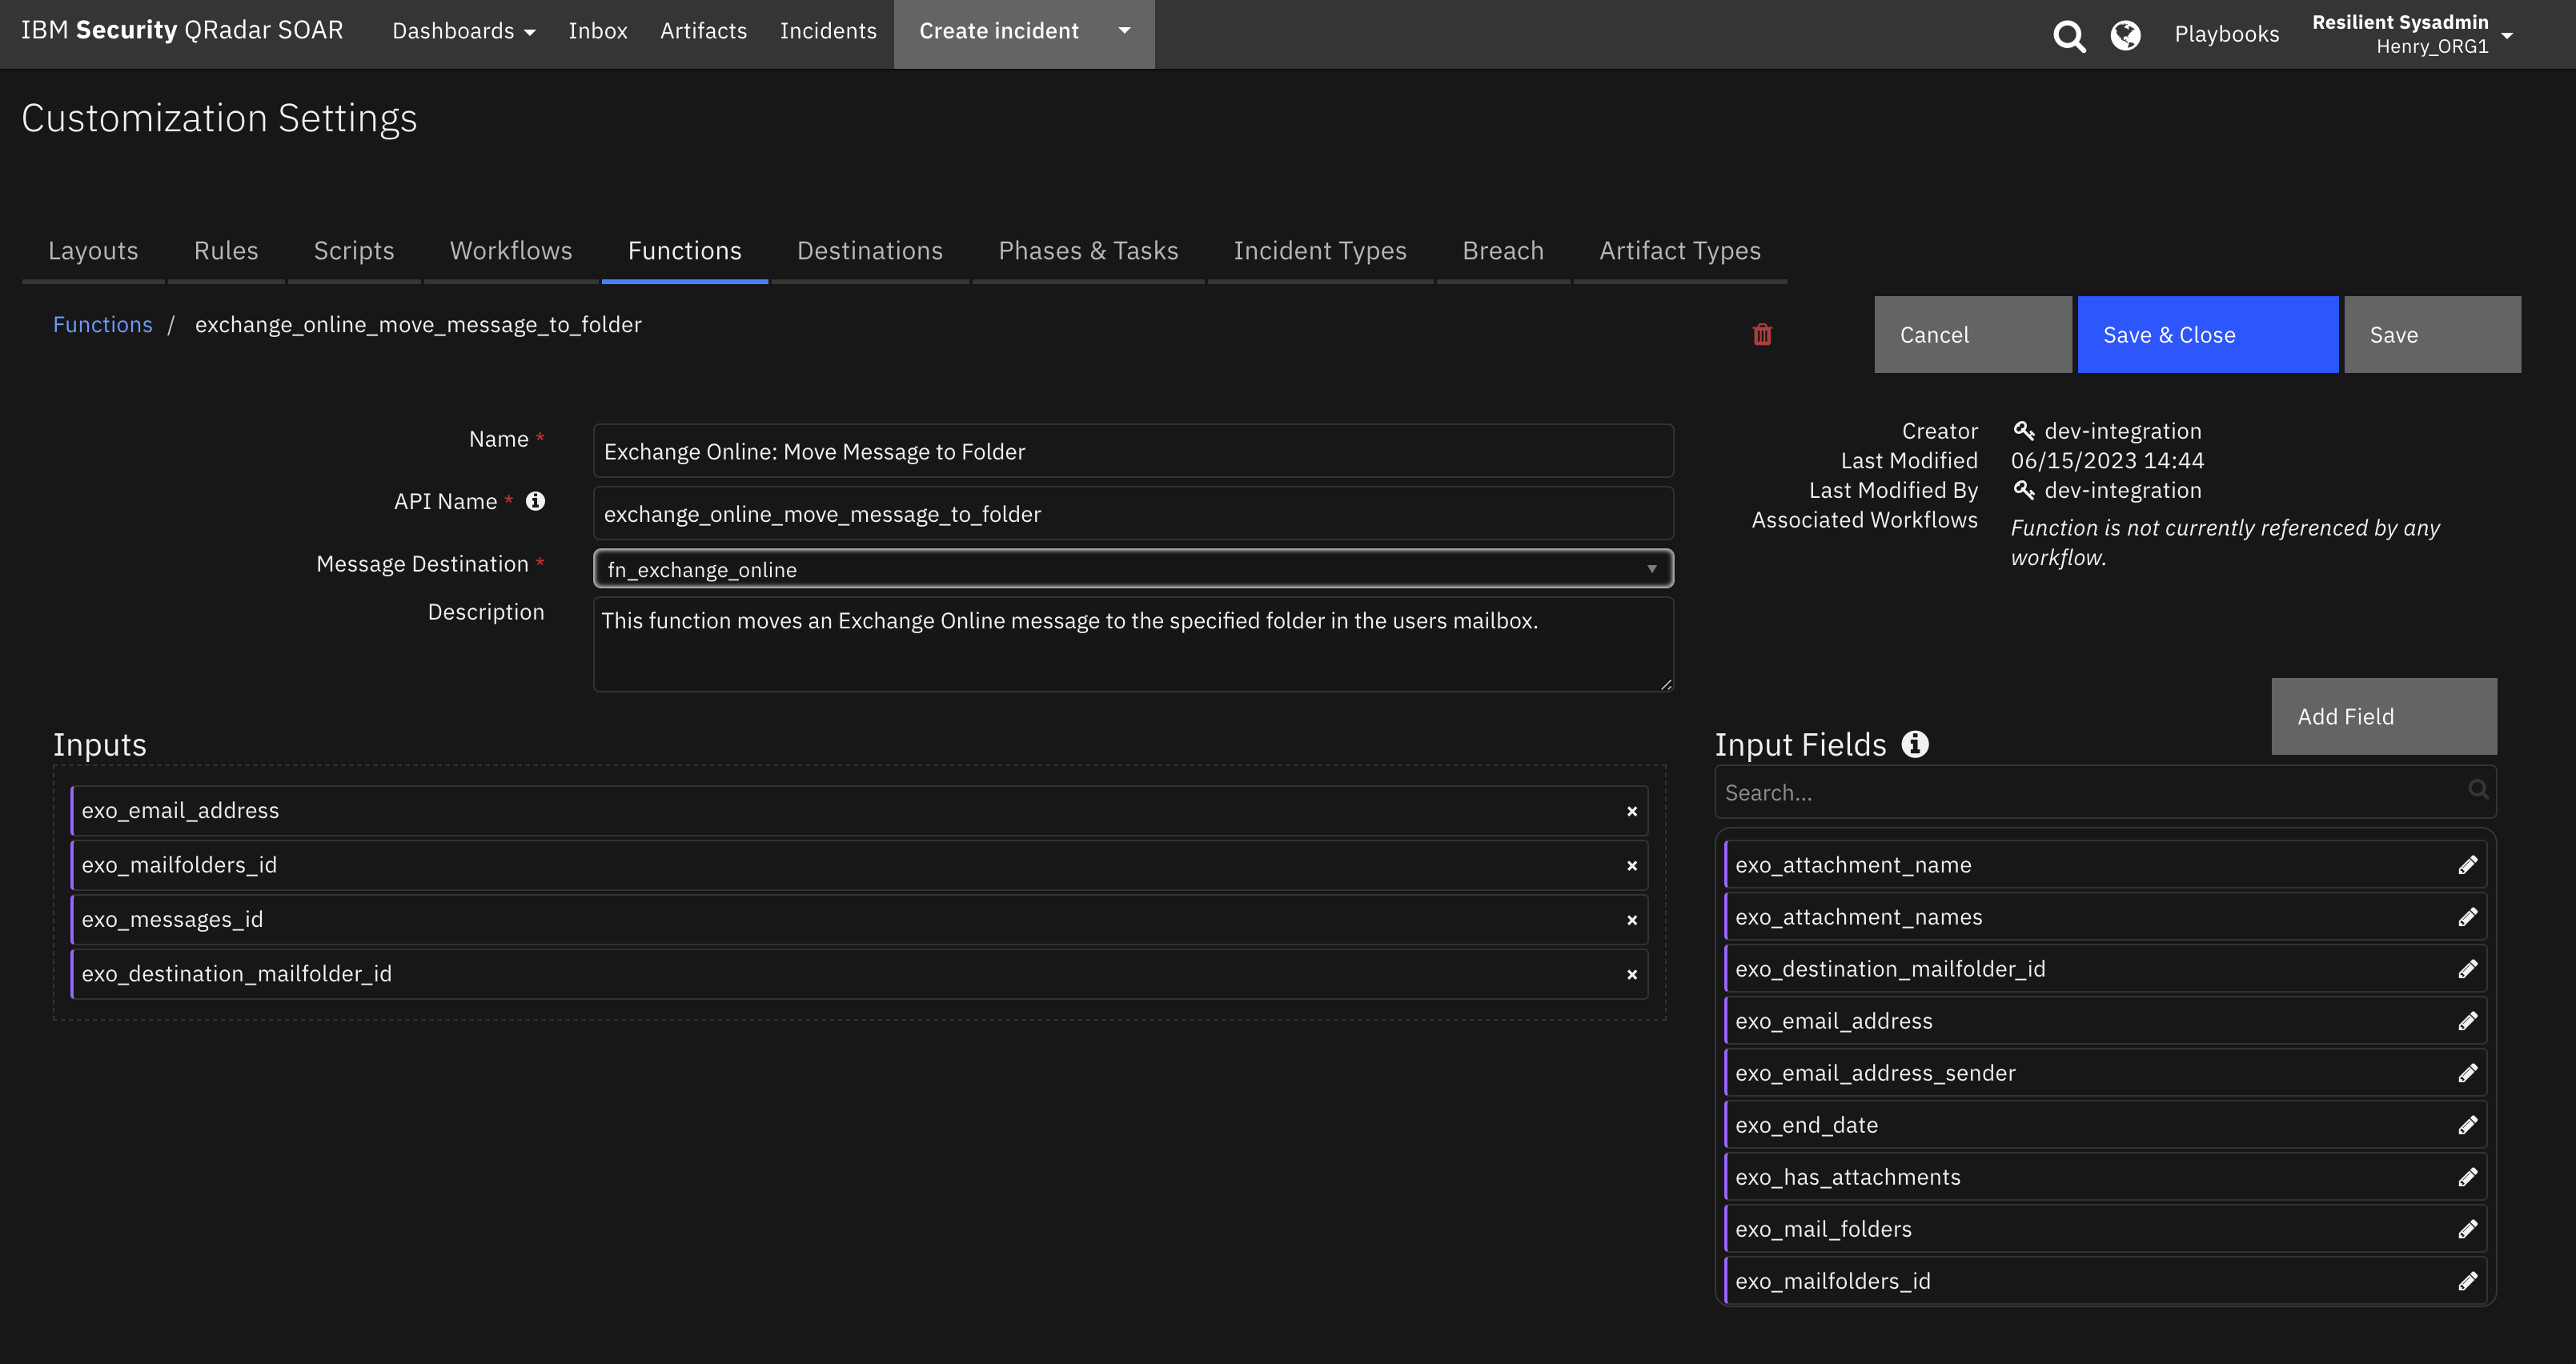 IBM Security QRadar SOAR Dashboards Inbox Artifacts Incidents Create incident Playbooks Resilient Sysadmin
Henry_ORG1
Customization Settings
Layouts Rules Scripts Workflows Functions Destinations Phases & Tasks Incident Types Breach Artifact Types
Functions / exchange_online_move_message_to_folder
Cancel Save & Close Save
Name * Exchange Online: Move Message to Folder
API Name * exchange_online_move_message_to_folder
Message Destination * fn_exchange_online
Description This function moves an Exchange Online message to the specified folder in the users mailbox.
Creator dev-integration
Last Modified 06/15/2023 14:44
Last Modified By dev-integration
Associated Workflows Function is not currently referenced by any
workflow.
Inputs
exo_email_address
exo_mailfolders_id
exo_messages_id
exo_destination_mailfolder_id
Add Field
Input Fields
Search...
exo_attachment_name
exo_attachment_names
exo_destination_mailfolder_id
exo_email_address
exo_email_address_sender
exo_end_date
exo_has_attachments
exo_mail_folders
exo_mailfolders_id